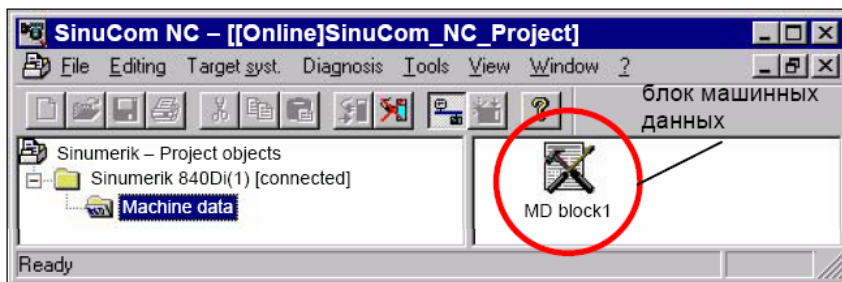 SinuCom NC – [[Online]SinuCom_NC_Project]
File Editing Target syst. Diagnosis Tools View Window ?
блок машинных
данных
Sinumerik – Project objects
Sinumerik 840Di(1) [connected]
Machine data
MD block1
Ready